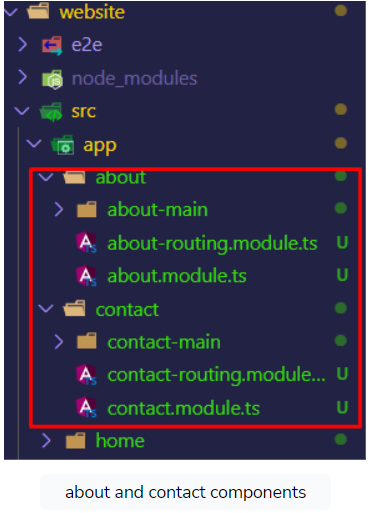 website
e2e
node_modules
src
app
about
about-main
about-routing.module.ts U
about.module.ts U
contact
contact-main
contact-routing.module... U
contact.module.ts U
home
about and contact components